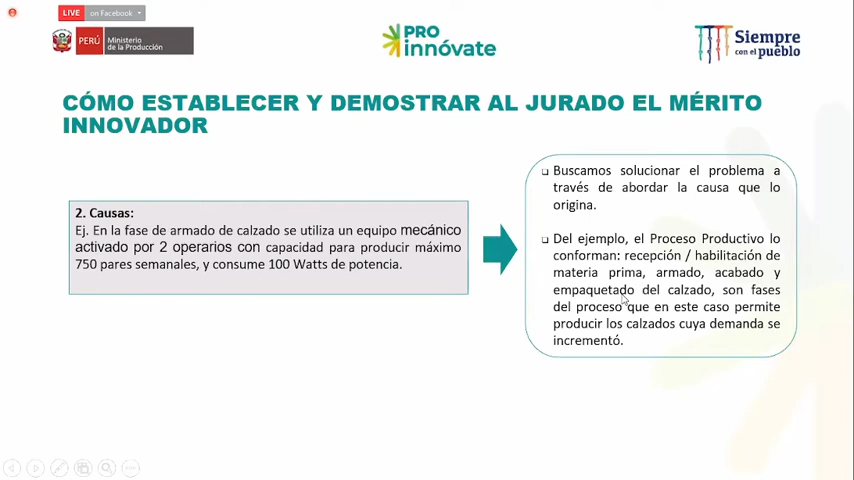 LIVE on Facebook
PERÚ Ministerio
de la Producción
PRO
innóvate
Siempre
con el pueblo
CÓMO ESTABLECER Y DEMOSTRAR AL JURADO EL MÉRITO
INNOVADOR
2. Causas:
Ej. En la fase de armado de calzado se utiliza un equipo mecánico
activado por 2 operarios con capacidad para producir máximo
750 pares semanales, y consume 100 Watts de potencia.
Buscamos solucionar el problema a
través de abordar la causa que lo
origina.
Del ejemplo, el Proceso Productivo lo
conforman: recepción / habilitación de
materia prima, armado, acabado y
empaquetado del calzado, son fases
del proceso que en este caso permite
producir los calzados cuya demanda se
incrementó.